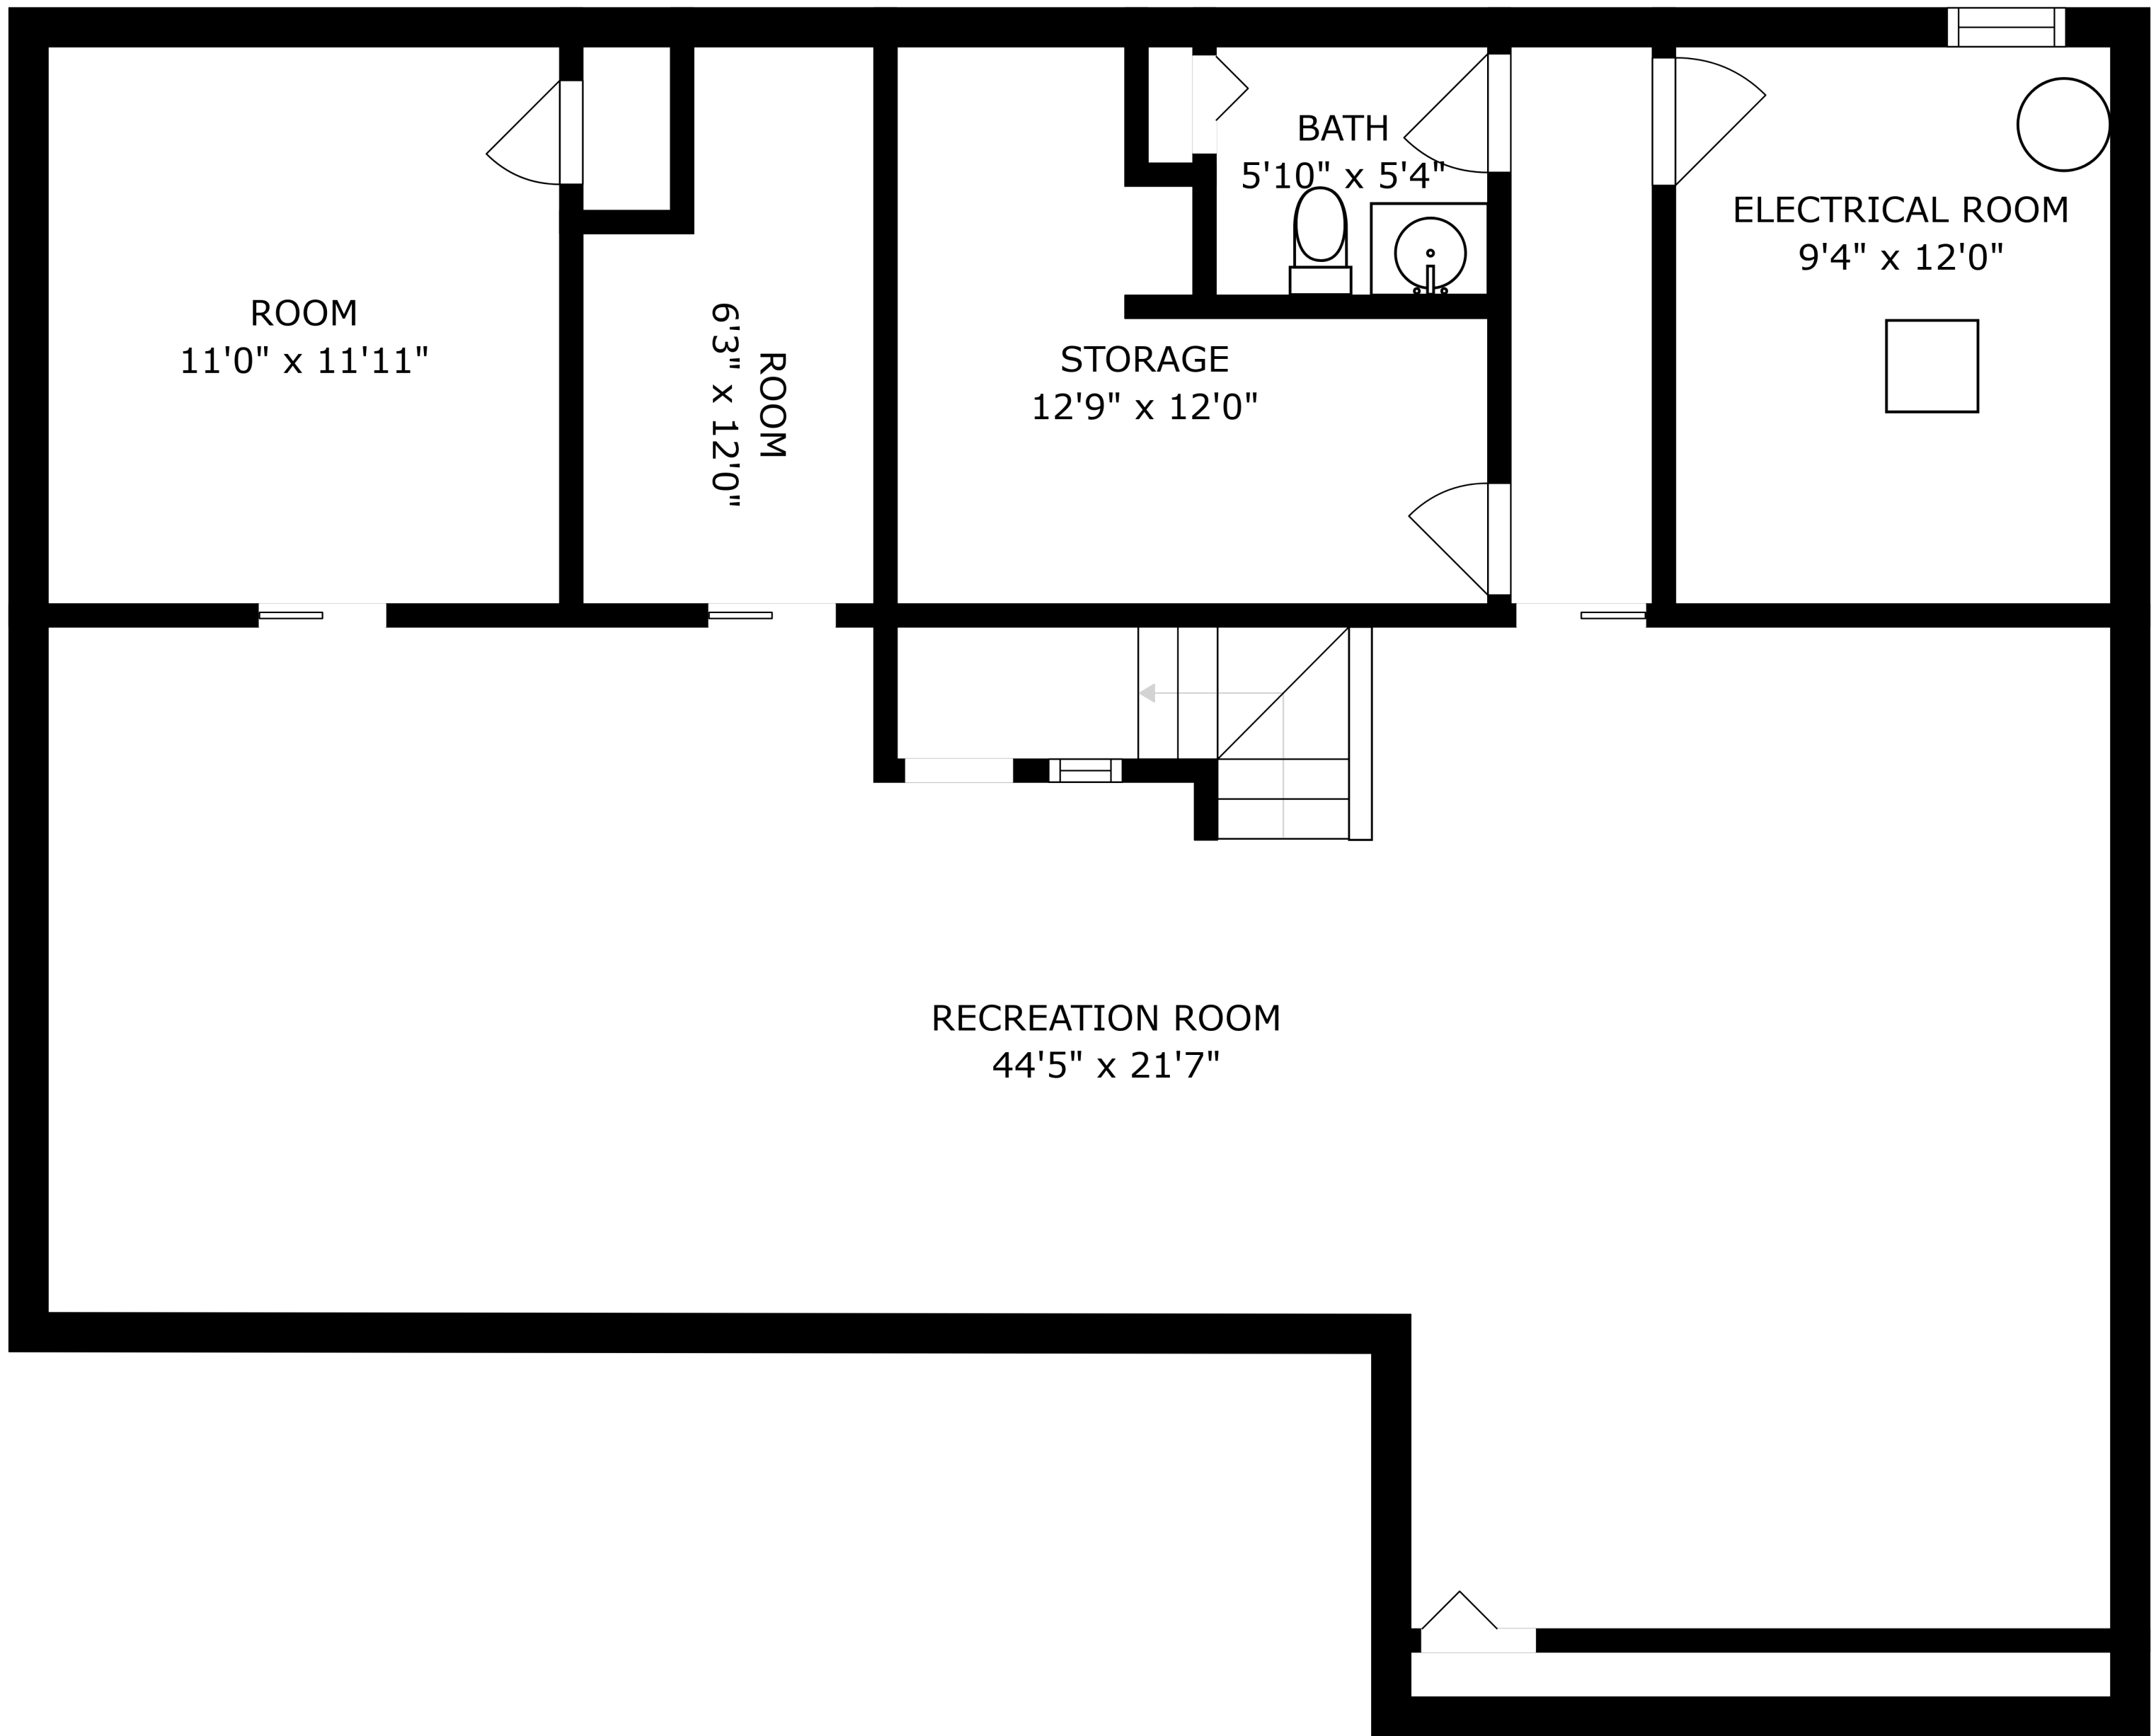 ROOM
11'0" x 11'11"
ROOM
6'3" x 12'0"
STORAGE
12'9" x 12'0"
BATH
5'10" x 5'4"
ELECTRICAL ROOM
9'4" x 12'0"
RECREATION ROOM
44'5" x 21'7"